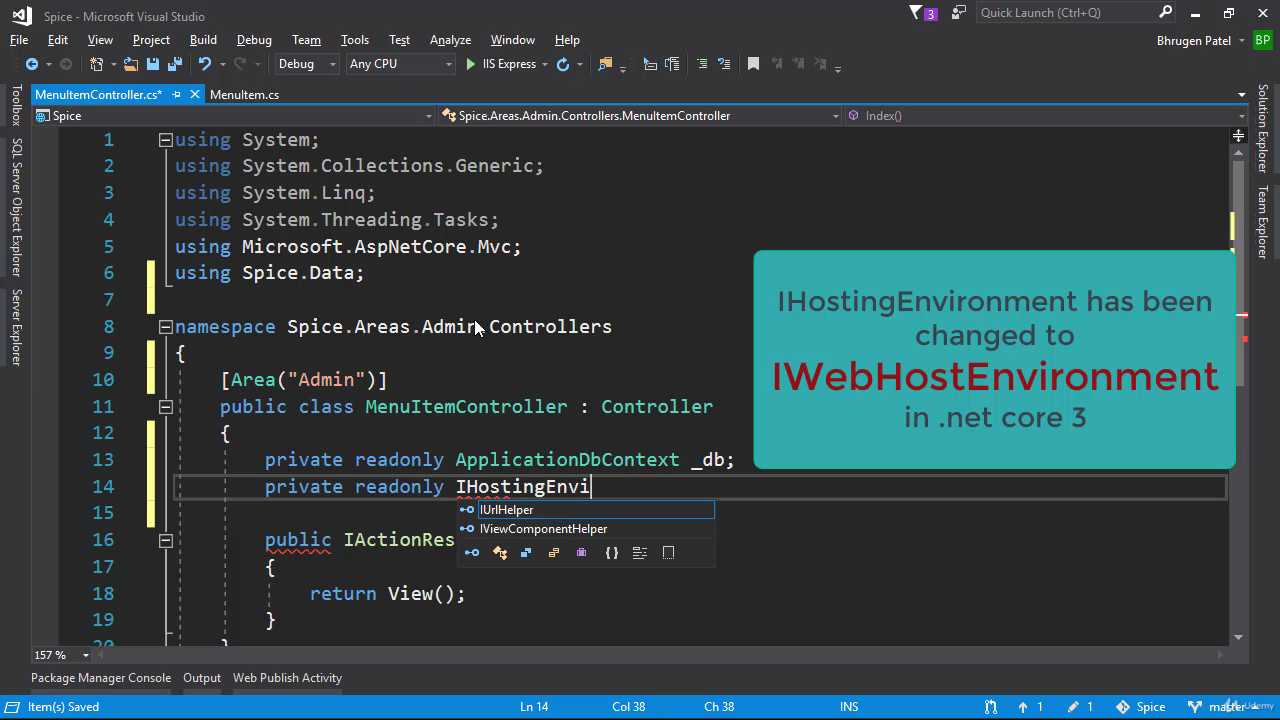 Spice - Microsoft Visual Studio
3
Quick Launch (Ctrl+Q)
File Edit View Project Build Debug Team Tools Test Analyze Window Help
Bhrugen Patel BP
Debug Any CPU IIS Express
MenuItemController.cs* MenuItem.cs
Spice Spice.Areas.Admin.Controllers.MenuItemController Index()
Toolbox
SQL Server Object Explorer
Server Explorer
Solution Explorer
Team Explorer
1 using System;
2 using System.Collections.Generic;
3 using System.Linq;
4 using System.Threading.Tasks;
5 using Microsoft.AspNetCore.Mvc;
6 using Spice.Data;
7
8 namespace Spice.Areas.Admin.Controllers
9 {
10 [Area("Admin")]
11 public class MenuItemController : Controller
12 {
13 private readonly ApplicationDbContext _db;
14 private readonly IHostingEnvi
15
16 public IActionRes
17 {
18 return View();
19 }
20 }
IUrlHelper
IViewComponentHelper
IHostingEnvironment has been
changed to
IWebHostEnvironment
in .net core 3
157 %
Package Manager Console Output Web Publish Activity
Item(s) Saved Ln 14 Col 38 Ch 38 INS 1 1 Spice master
Udemy